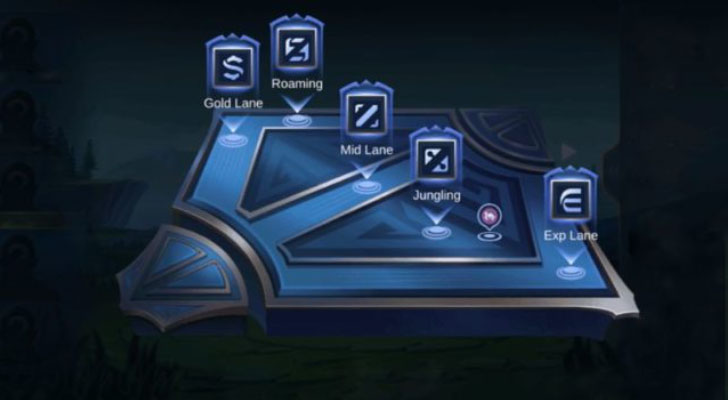 Roaming
Gold Lane
Mid Lane
Jungling
Exp Lane